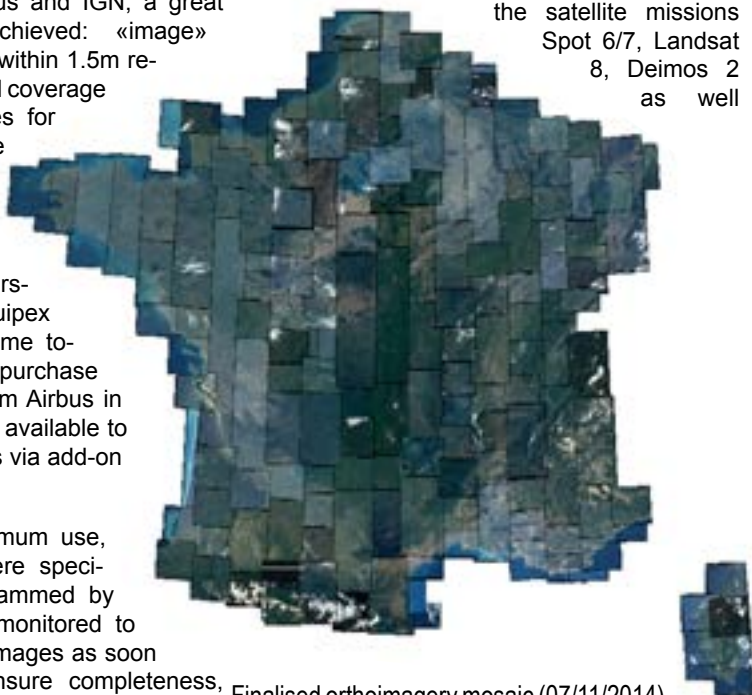 us and IGN, a great
chieved: «image»
within 1.5m re-
l coverage
es for
e
rs-
uipex
me to-
purchase
m Airbus in
available to
s via add-on
mum use,
ere speci-
ammed by
monitored to
mages as soon
nsure completeness,
the satellite missions
Spot 6/7, Landsat
8, Deimos 2
as well
Finalised orthoimagery mosaic (07/11/2014)